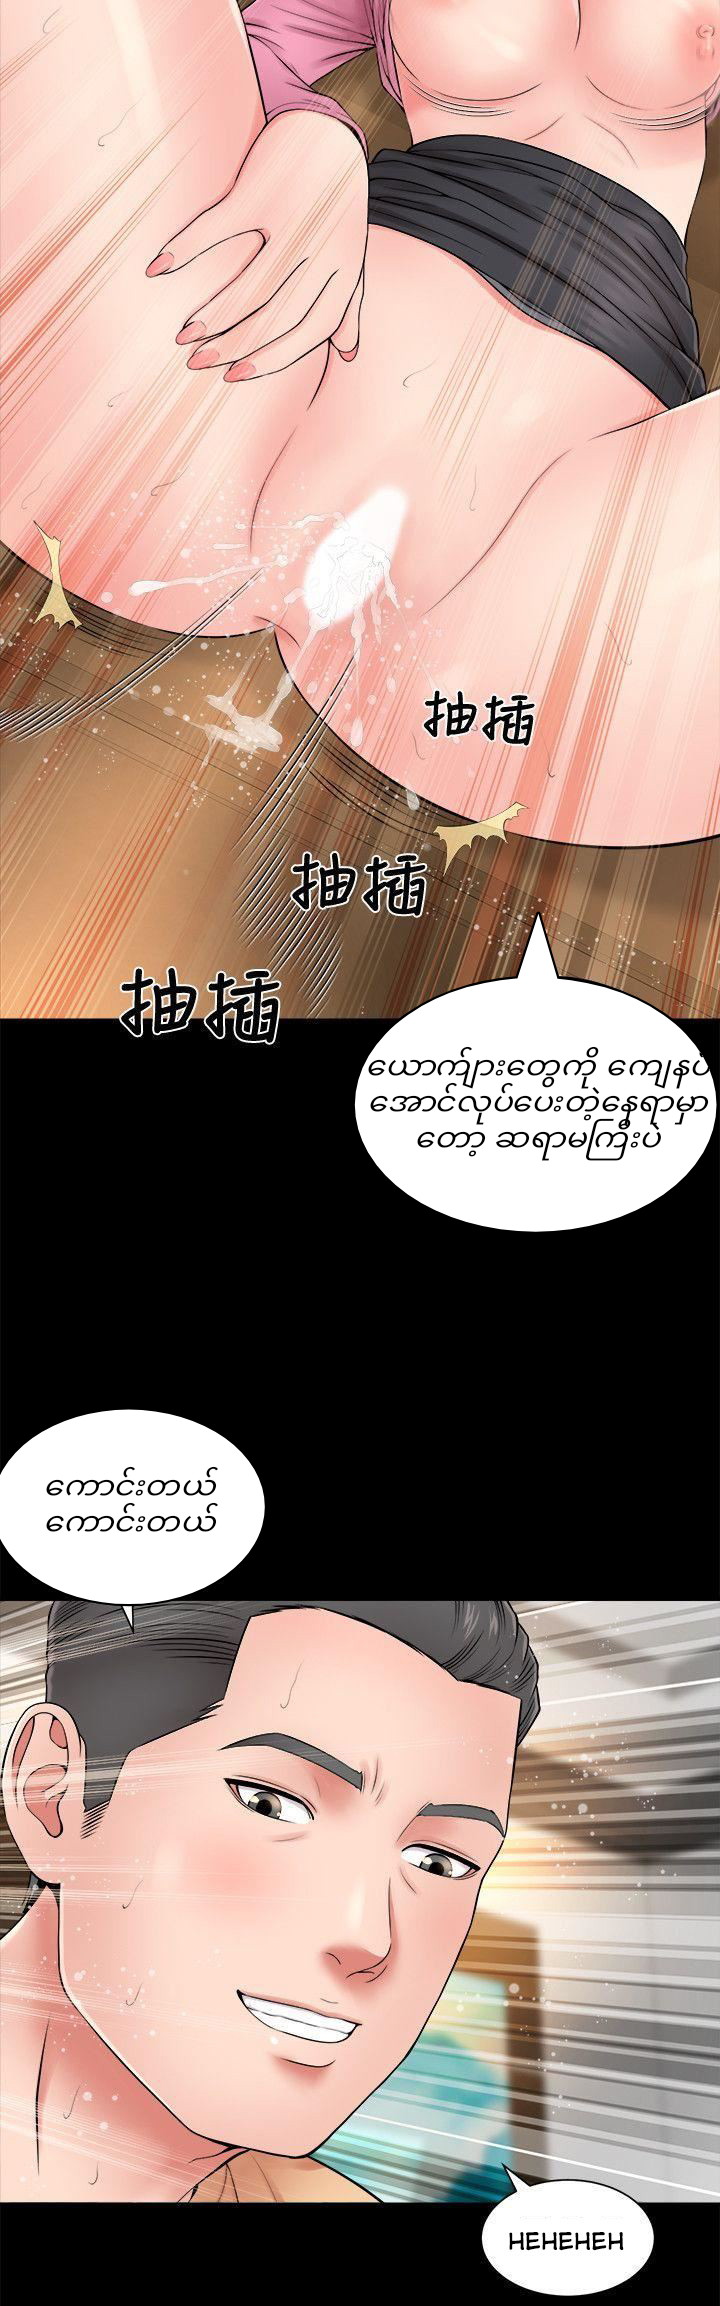 抽插
抽插
抽插
ယောက်ျားတွေကို ကျေနပ်
အောင်လုပ်ပေးတဲ့နေရာမှာ
တော့ ဆရာမကြီးပဲ
ကောင်းတယ်
ကောင်းတယ်
HEHEHEH